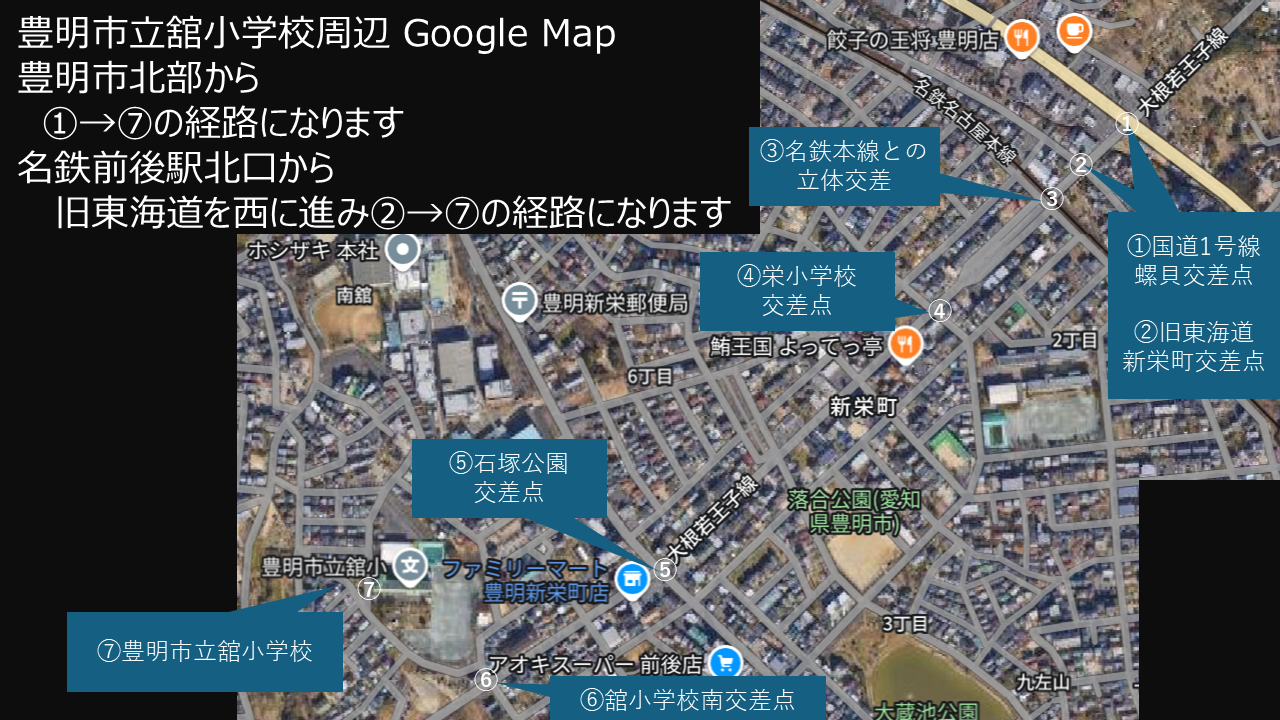 豊明市立舘小学校周辺 Google Map
豊明市北部から
①→⑦の経路になります
名鉄前後駅北口から
旧東海道を西に進み②→⑦の経路になります
餃子の王将 豊明店
大根若王子線
名鉄名古屋本線
①
②
③
③名鉄本線との
立体交差
①国道1号線
螺貝交差点
②旧東海道
新栄町交差点
ホシザキ 本社
南舘
豊明新栄郵便局
④栄小学校
交差点
④
鮪王国 よってっ亭
2丁目
6丁目
新栄町
⑤石塚公園
交差点
大根若王子線
落合公園(愛知
県豊明市)
豊明市立舘小
⑦
ファミリーマート
豊明新栄町店
⑤
⑦豊明市立舘小学校
3丁目
アオキスーパー 前後店
⑥
⑥舘小学校南交差点
九左山
大蔵池公園